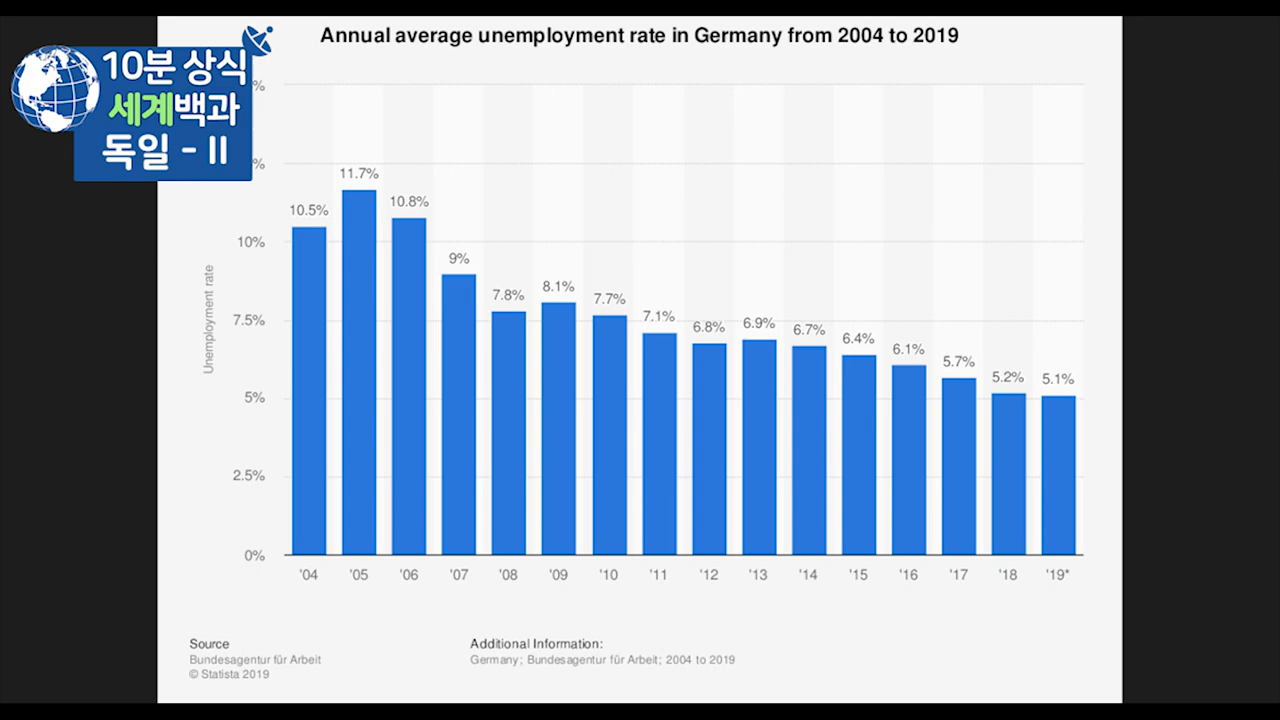 Annual average unemployment rate in Germany from 2004 to 2019
10분 상식
세계백과
독일 - II
%
%
10%
7.5%
5%
2.5%
0%
Unemployment rate
10.5%
11.7%
10.8%
9%
7.8%
8.1%
7.7%
7.1%
6.8%
6.9%
6.7%
6.4%
6.1%
5.7%
5.2%
5.1%
'04 '05 '06 '07 '08 '09 '10 '11 '12 '13 '14 '15 '16 '17 '18 '19*
Source
Bundesagentur für Arbeit
© Statista 2019
Additional Information:
Germany; Bundesagentur für Arbeit; 2004 to 2019